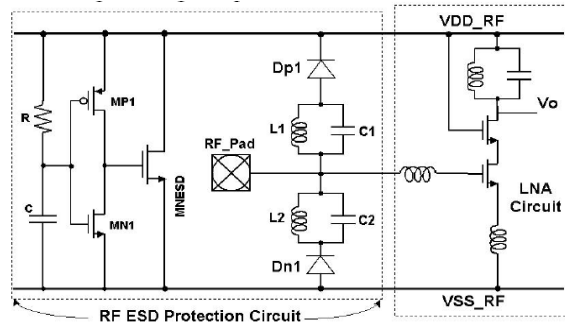 VDD_RF
Dp1
MP1
R
L1
C1
Vo
RF_Pad
MNESD
LNA
Circuit
C
MN1
L2
C2
Dn1
VSS_RF
RF ESD Protection Circuit